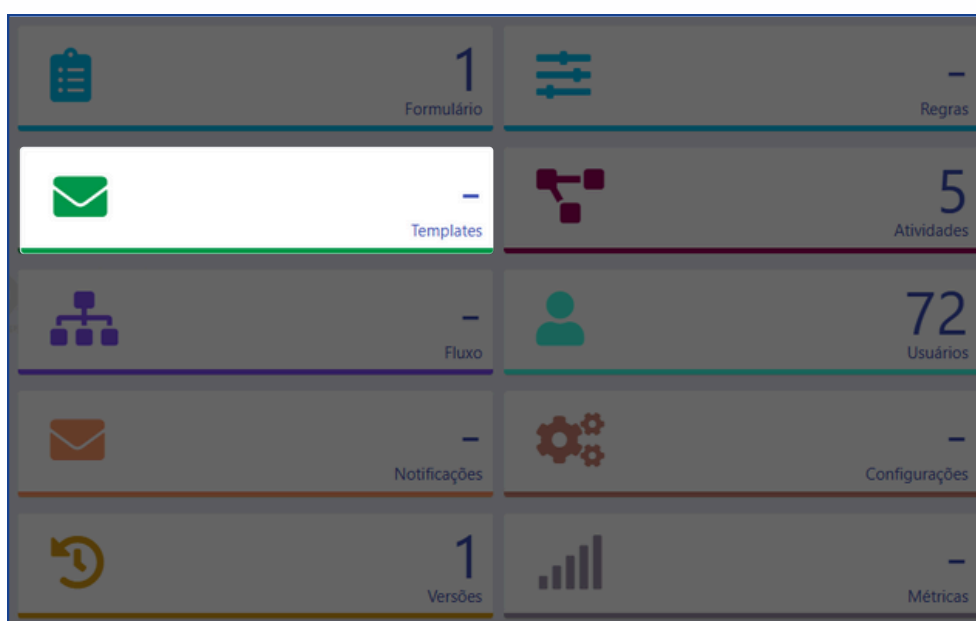 1
Formulário
-
Regras
-
Templates
5
Atividades
-
Fluxo
72
Usuários
-
Notificações
-
Configurações
1
Versões
-
Métricas